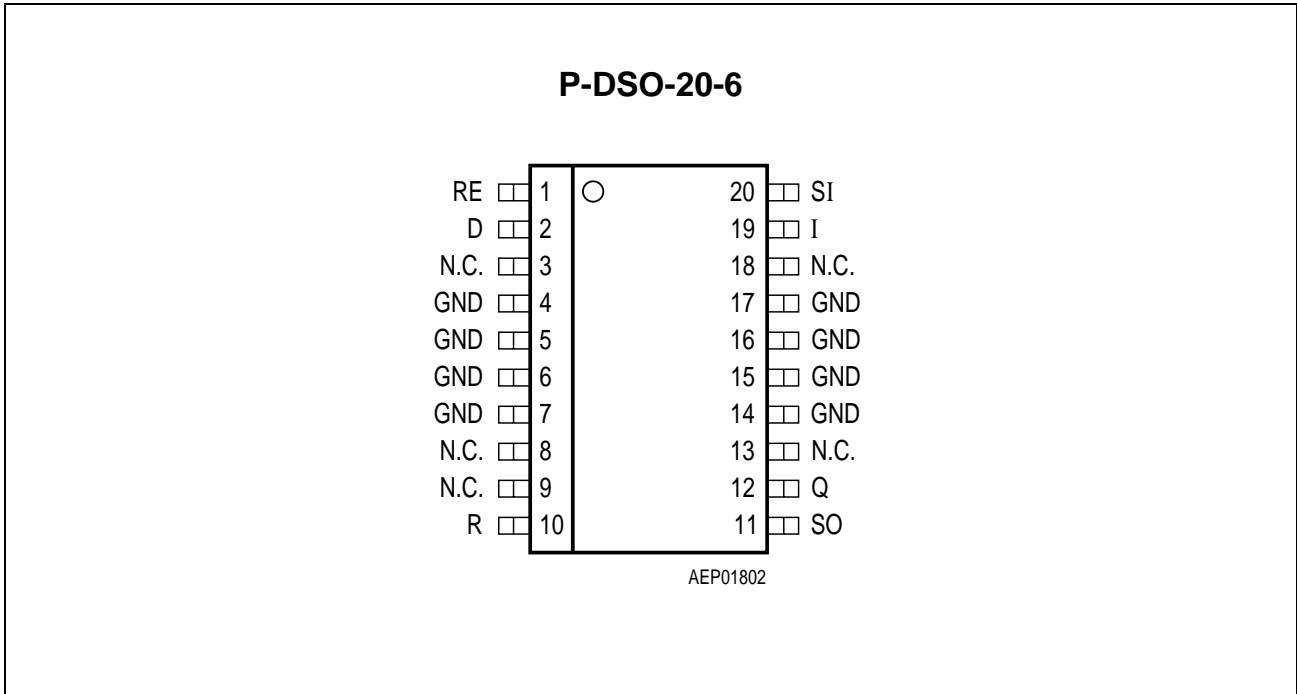 P-DSO-20-6
RE 1 20 SI
D 2 19 I
N.C. 3 18 N.C.
GND 4 17 GND
GND 5 16 GND
GND 6 15 GND
GND 7 14 GND
N.C. 8 13 N.C.
N.C. 9 12 Q
R 10 11 SO
AEP01802